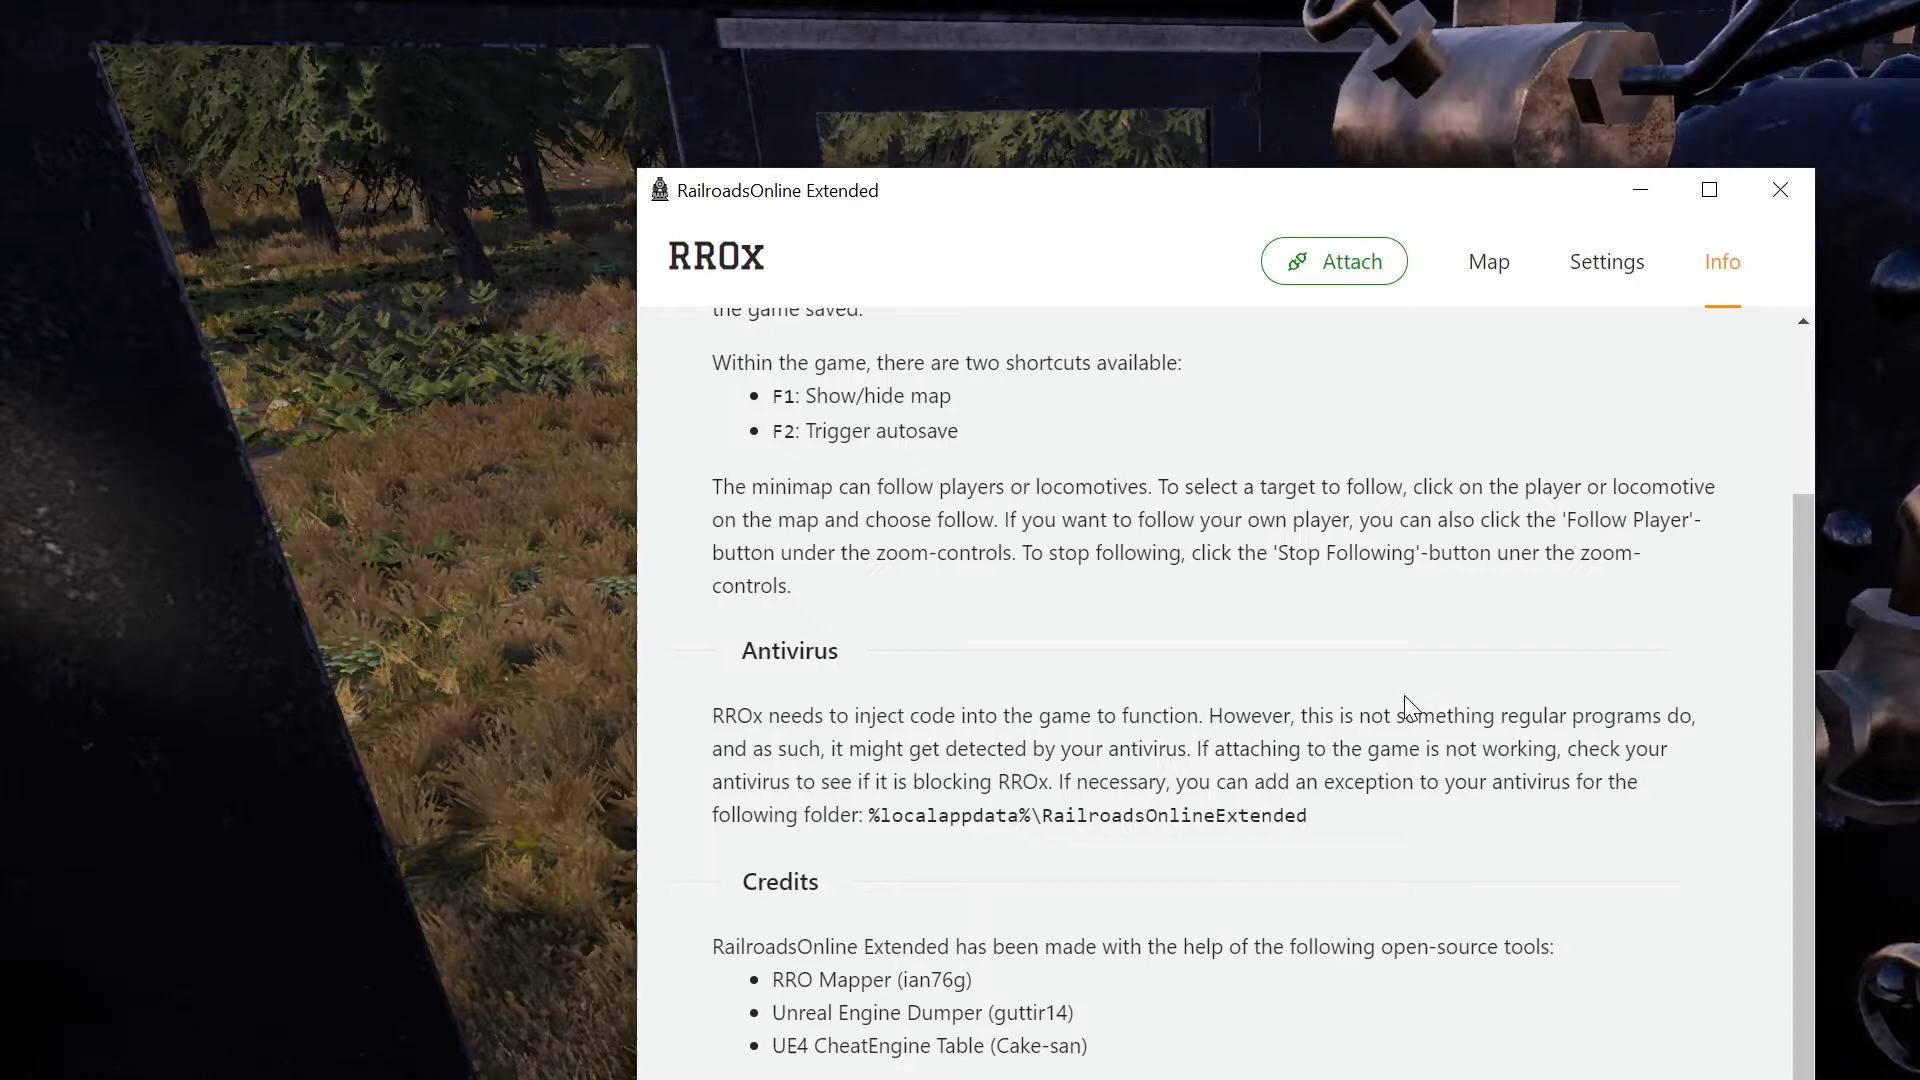 RailroadsOnline Extended
RROx
Attach
Map
Settings
Info
the game saved.
Within the game, there are two shortcuts available:
• F1: Show/hide map
• F2: Trigger autosave
The minimap can follow players or locomotives. To select a target to follow, click on the player or locomotive
on the map and choose follow. If you want to follow your own player, you can also click the 'Follow Player'-
button under the zoom-controls. To stop following, click the 'Stop Following'-button uner the zoom-
controls.
Antivirus
RROx needs to inject code into the game to function. However, this is not something regular programs do,
and as such, it might get detected by your antivirus. If attaching to the game is not working, check your
antivirus to see if it is blocking RROx. If necessary, you can add an exception to your antivirus for the
following folder: %localappdata%\RailroadsOnlineExtended
Credits
RailroadsOnline Extended has been made with the help of the following open-source tools:
• RRO Mapper (ian76g)
• Unreal Engine Dumper (guttir14)
• UE4 CheatEngine Table (Cake-san)